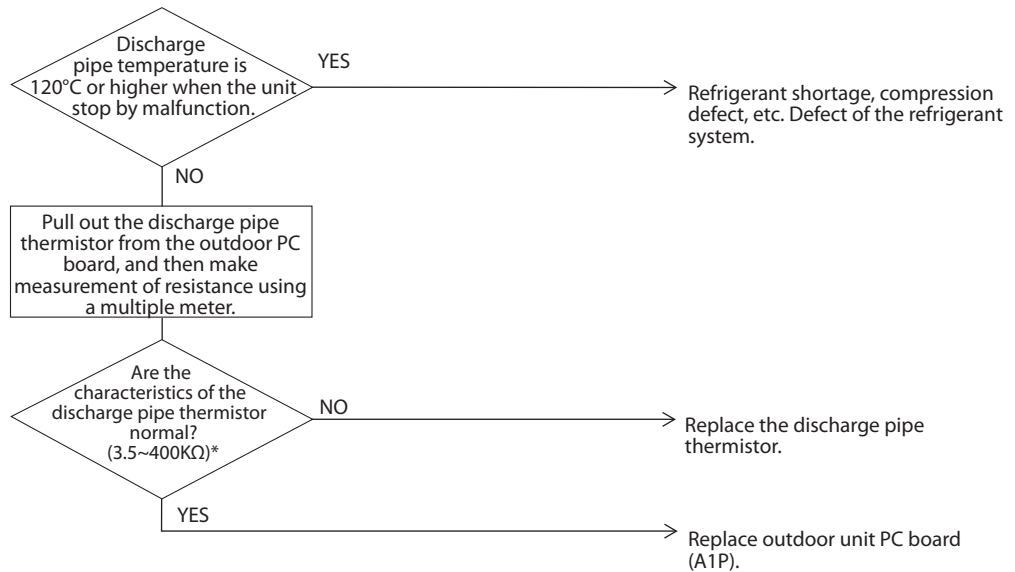 Discharge
pipe temperature is
120°C or higher when the unit
stop by malfunction.
YES
Refrigerant shortage, compression
defect, etc. Defect of the refrigerant
system.
NO
Pull out the discharge pipe
thermistor from the outdoor PC
board, and then make
measurement of resistance using
a multiple meter.
Are the
characteristics of the
discharge pipe thermistor
normal?
(3.5~400KΩ)*
NO
Replace the discharge pipe
thermistor.
YES
Replace outdoor unit PC board
(A1P).